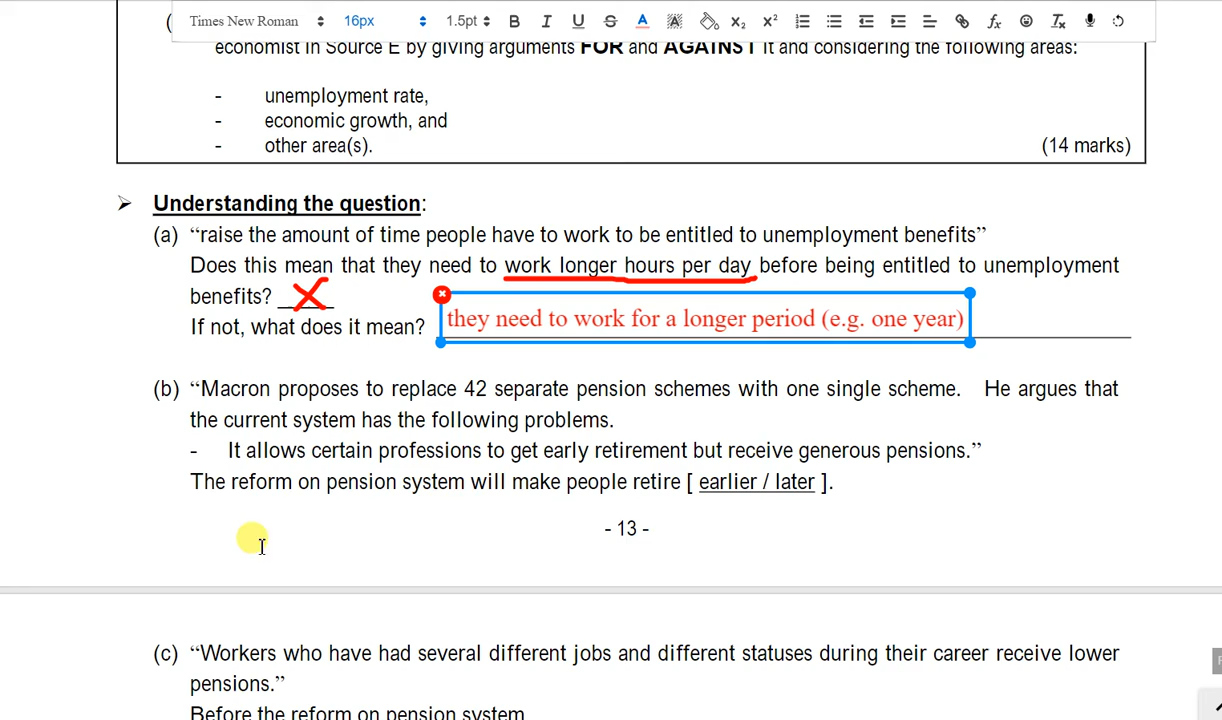 Times New Roman 16px 1.5pt B I U S A A x₂ x² fx Tx
(
economist in Source E by giving arguments FOR and AGAINST it and considering the following areas:
- unemployment rate,
- economic growth, and
- other area(s). (14 marks)
➢ Understanding the question:
(a) “raise the amount of time people have to work to be entitled to unemployment benefits”
Does this mean that they need to work longer hours per day before being entitled to unemployment
benefits? ____ X
If not, what does it mean? they need to work for a longer period (e.g. one year)
(b) “Macron proposes to replace 42 separate pension schemes with one single scheme. He argues that
the current system has the following problems.
- It allows certain professions to get early retirement but receive generous pensions.”
The reform on pension system will make people retire [ earlier / later ].
- 13 -
(c) “Workers who have had several different jobs and different statuses during their career receive lower
pensions.”
Before the reform on pension system